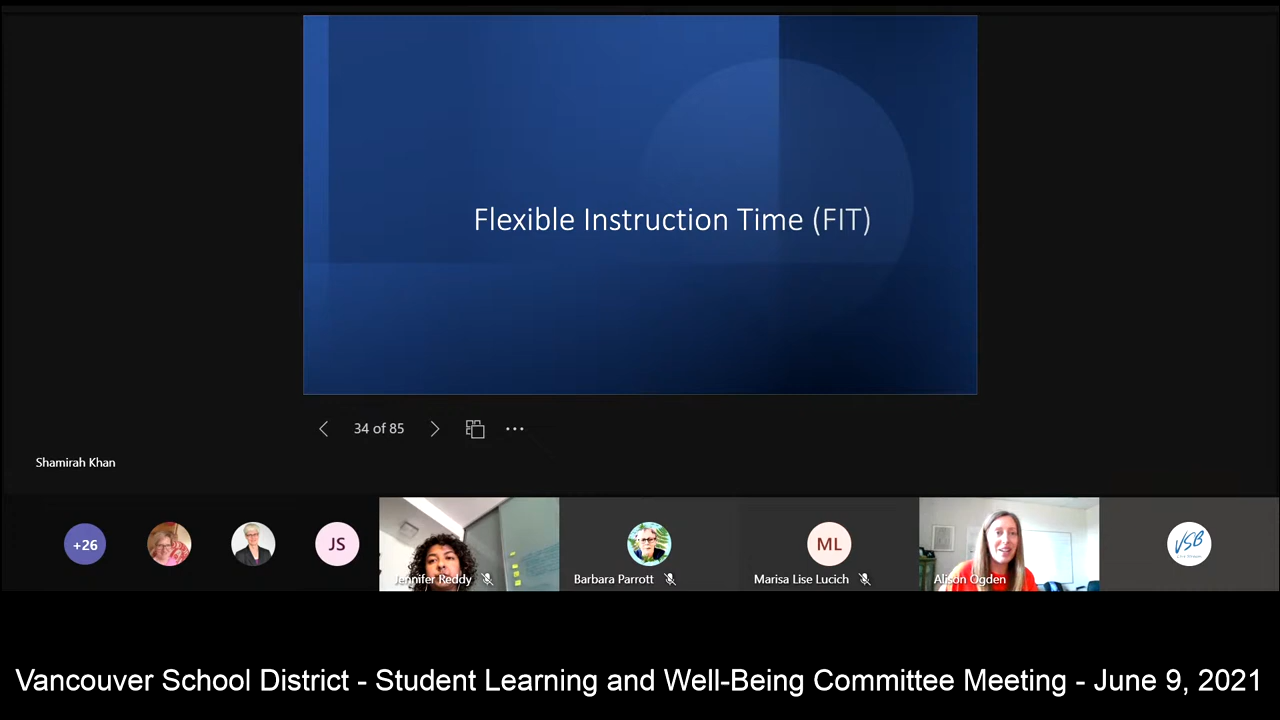 Flexible Instruction Time (FIT)
34 of 85
Shamirah Khan
+26
JS
Jennifer Reddy
Barbara Parrott
ML
Marisa Lise Lucich
Alison Ogden
VSB
Vancouver School District - Student Learning and Well-Being Committee Meeting - June 9, 2021